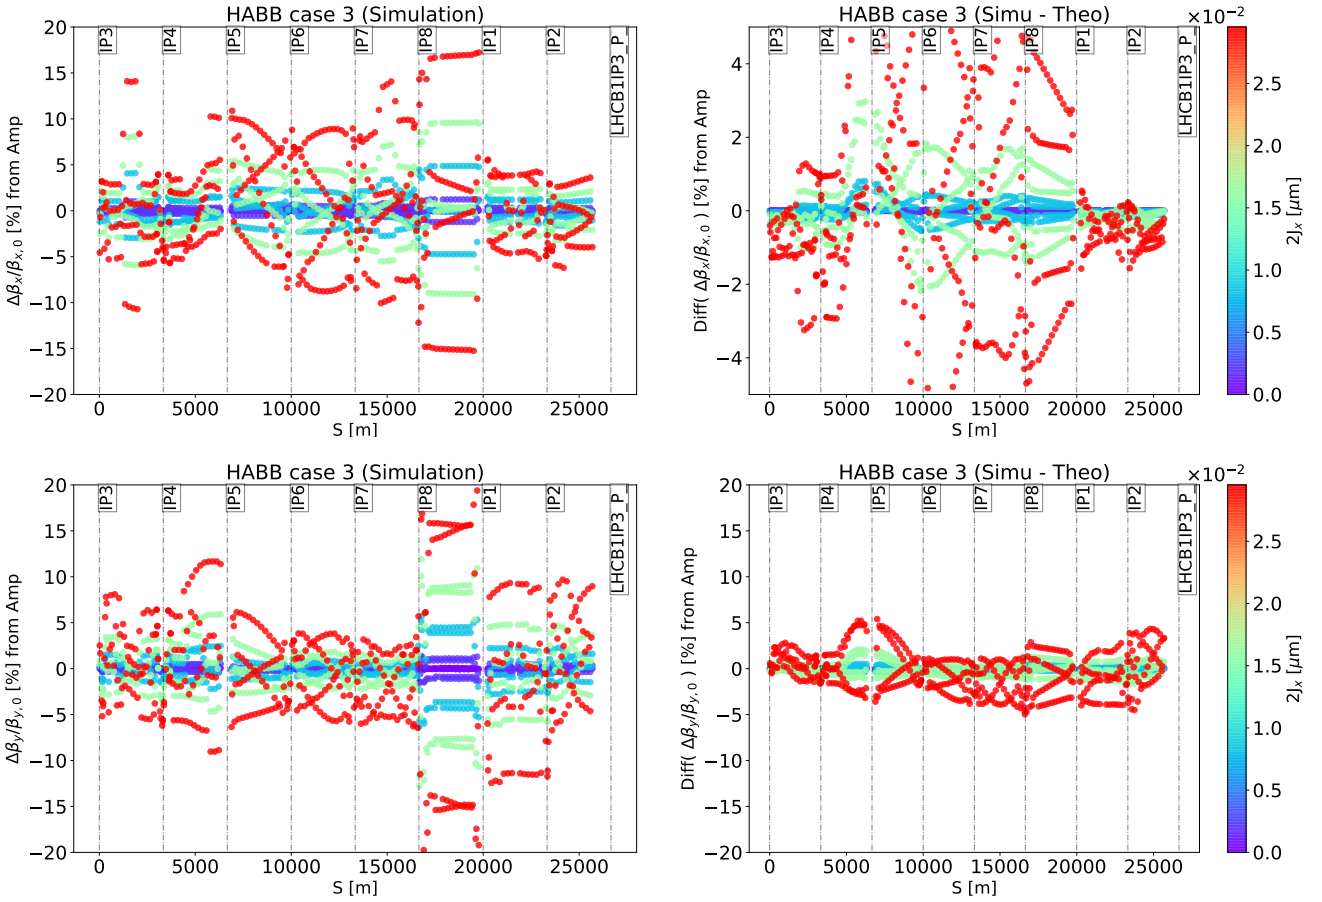 HABB case 3 (Simulation)
Δβx/βx, 0 [%] from Amp
20
15
10
5
0
−5
−10
−15
−20
IP3
IP4
IP5
IP6
IP7
IP8
IP1
IP2
LHCB1IP3_P_
0
5000
10000
15000
20000
25000
S [m]
HABB case 3 (Simu - Theo)
Diff( Δβx/βx, 0 ) [%] from Amp
4
2
0
−2
−4
IP3
IP4
IP5
IP6
IP7
IP8
IP1
IP2
LHCB1IP3_P_
0
5000
10000
15000
20000
25000
S [m]
×10−2
2.5
2.0
1.5
1.0
0.5
0.0
2Jx [μm]
HABB case 3 (Simulation)
Δβy/βy, 0 [%] from Amp
20
15
10
5
0
−5
−10
−15
−20
IP3
IP4
IP5
IP6
IP7
IP8
IP1
IP2
LHCB1IP3_P_
0
5000
10000
15000
20000
25000
S [m]
HABB case 3 (Simu - Theo)
Diff( Δβy/βy, 0 ) [%] from Amp
20
15
10
5
0
−5
−10
−15
−20
IP3
IP4
IP5
IP6
IP7
IP8
IP1
IP2
LHCB1IP3_P_
0
5000
10000
15000
20000
25000
S [m]
×10−2
2.5
2.0
1.5
1.0
0.5
0.0
2Jx [μm]